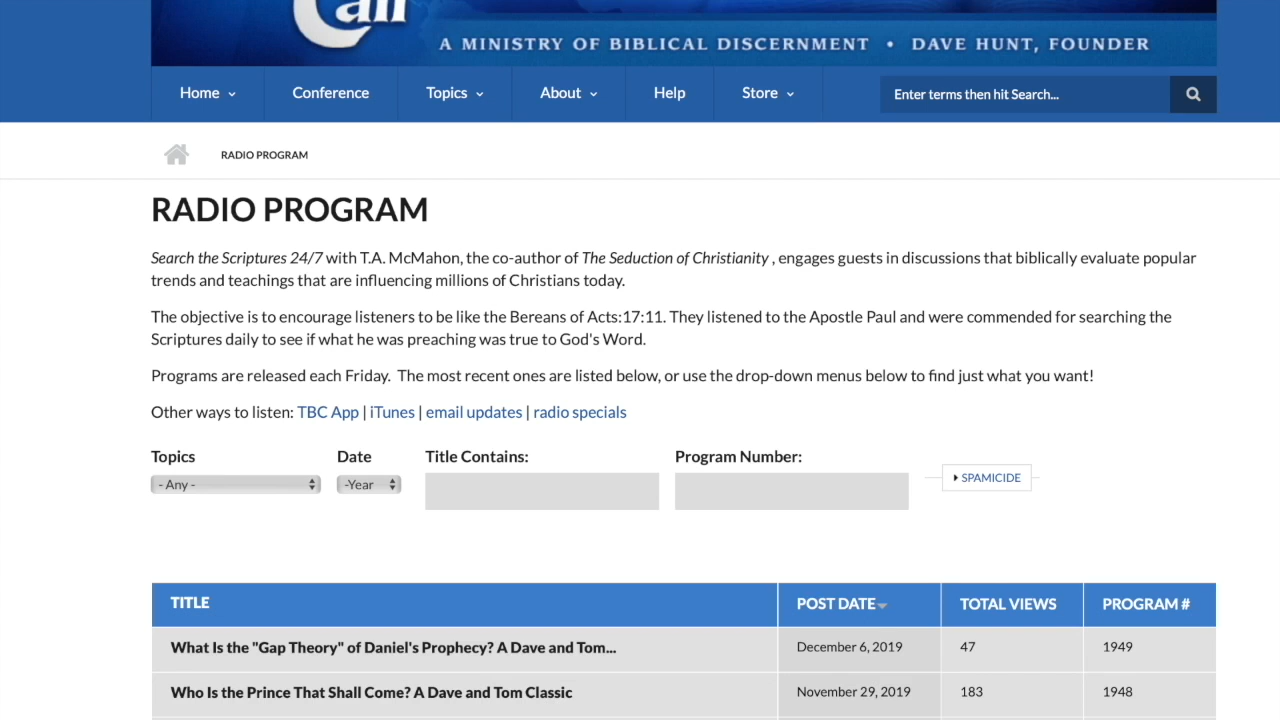 Call
A MINISTRY OF BIBLICAL DISCERNMENT • DAVE HUNT, FOUNDER
Home
Conference
Topics
About
Help
Store
Enter terms then hit Search...
RADIO PROGRAM
RADIO PROGRAM
Search the Scriptures 24/7 with T.A. McMahon, the co-author of The Seduction of Christianity , engages guests in discussions that biblically evaluate popular
trends and teachings that are influencing millions of Christians today.
The objective is to encourage listeners to be like the Bereans of Acts:17:11. They listened to the Apostle Paul and were commended for searching the
Scriptures daily to see if what he was preaching was true to God's Word.
Programs are released each Friday.  The most recent ones are listed below, or use the drop-down menus below to find just what you want!
Other ways to listen: TBC App | iTunes | email updates | radio specials
Topics Date Title Contains: Program Number:
- Any - -Year SPAMICIDE
TITLE POST DATE TOTAL VIEWS PROGRAM #
What Is the "Gap Theory" of Daniel's Prophecy? A Dave and Tom... December 6, 2019 47 1949
Who Is the Prince That Shall Come? A Dave and Tom Classic November 29, 2019 183 1948